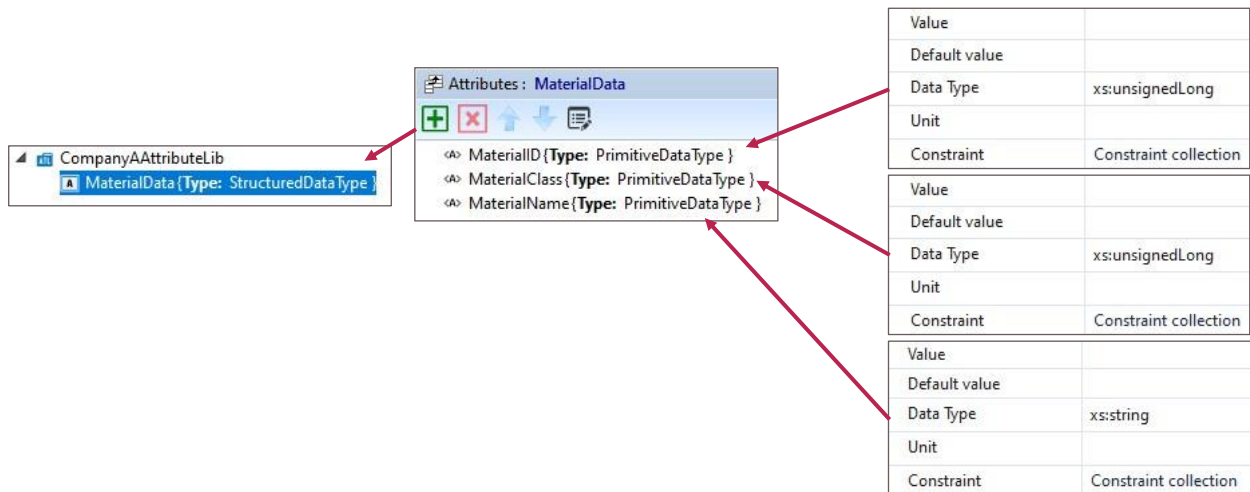 CompanyAAttributeLib
MaterialData{Type: StructuredDataType }
Attributes : MaterialData
<A> MaterialID{Type: PrimitiveDataType }
<A> MaterialClass{Type: PrimitiveDataType }
<A> MaterialName{Type: PrimitiveDataType }
Value
Default value
Data Type xs:unsignedLong
Unit
Constraint Constraint collection
Value
Default value
Data Type xs:unsignedLong
Unit
Constraint Constraint collection
Value
Default value
Data Type xs:string
Unit
Constraint Constraint collection